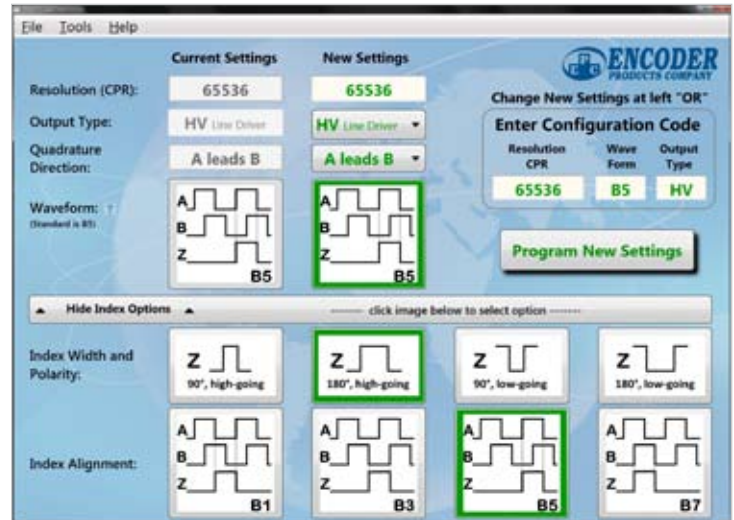 File Tools Help
Current Settings New Settings
ENCODER
PRODUCTS COMPANY
Resolution (CPR): 65536 65536
Change New Settings at left "OR"
Output Type: HV Line Driver HV Line Driver
Enter Configuration Code
Quadrature Direction: A leads B A leads B
Resolution CPR Wave Form Output Type
65536 B5 HV
Waveform: ?
(Standard is B5)
A B Z B5
A B Z B5
Program New Settings
Hide Index Options ------ click image below to select option ------
Index Width and Polarity:
Z 90°, high-going
Z 180°, high-going
Z 90°, low-going
Z 180°, low-going
Index Alignment:
A B Z B1
A B Z B3
A B Z B5
A B Z B7